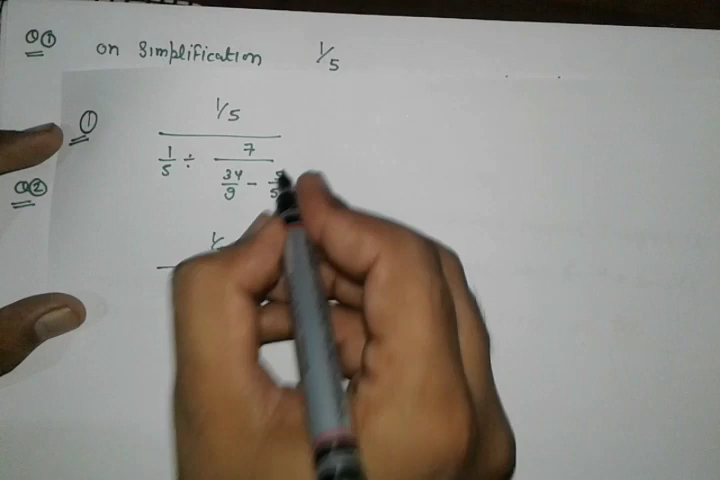 Q① on Simplification 1/5
① 1/5
1/5 ÷ 7
34/9 -
Q②